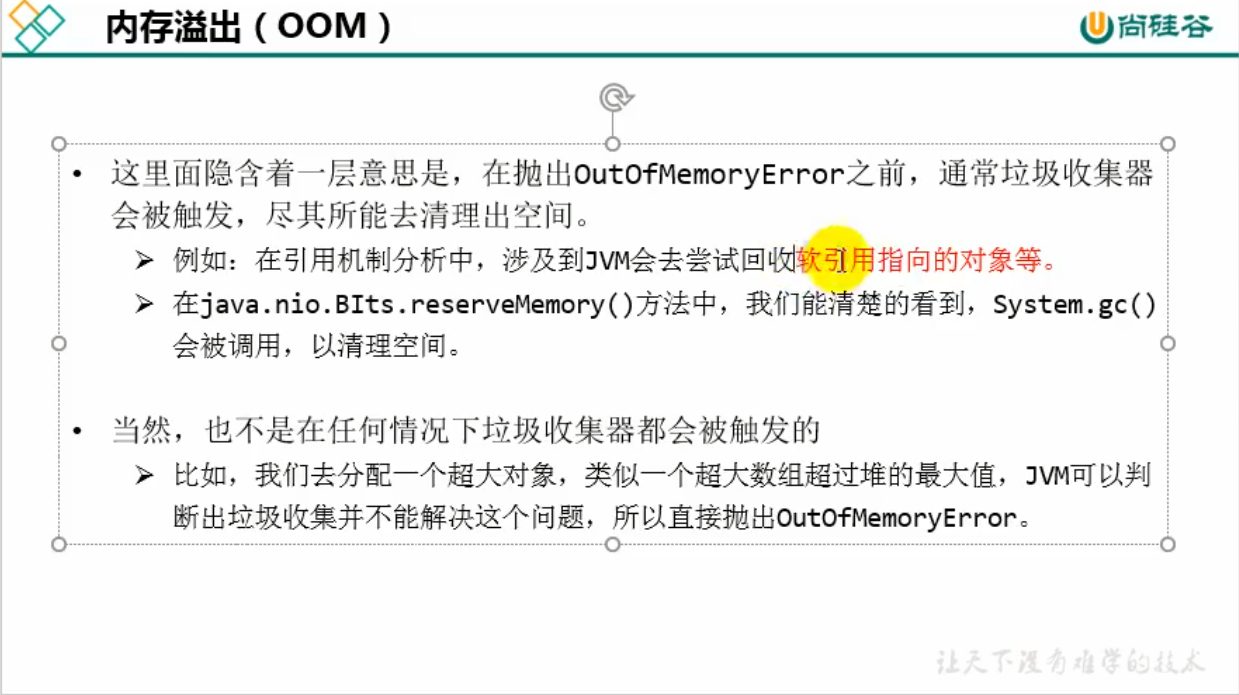 内存溢出（OOM）
尚硅谷
• 这里面隐含着一层意思是，在抛出OutOfMemoryError之前，通常垃圾收集器
会被触发，尽其所能去清理出空间。
➢ 例如：在引用机制分析中，涉及到JVM会去尝试回收软引用指向的对象等。
➢ 在java.nio.BIts.reserveMemory()方法中，我们能清楚的看到，System.gc()
会被调用，以清理空间。
• 当然，也不是在任何情况下垃圾收集器都会被触发的
➢ 比如，我们去分配一个超大对象，类似一个超大数组超过堆的最大值，JVM可以判
断出垃圾收集并不能解决这个问题，所以直接抛出OutOfMemoryError。
让天下没有难学的技术